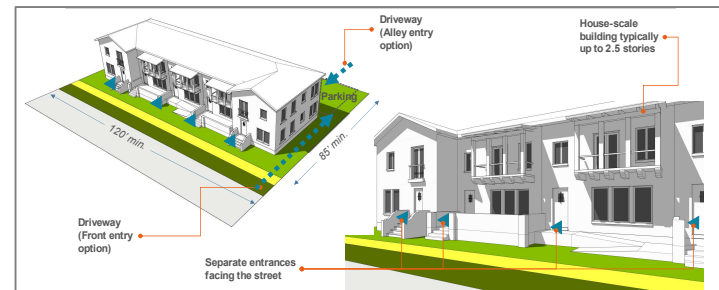 Driveway
(Alley entry
option)
House-scale
building typically
up to 2.5 stories
Parking
120' min.
85' min.
Driveway
(Front entry
option)
Separate entrances
facing the street